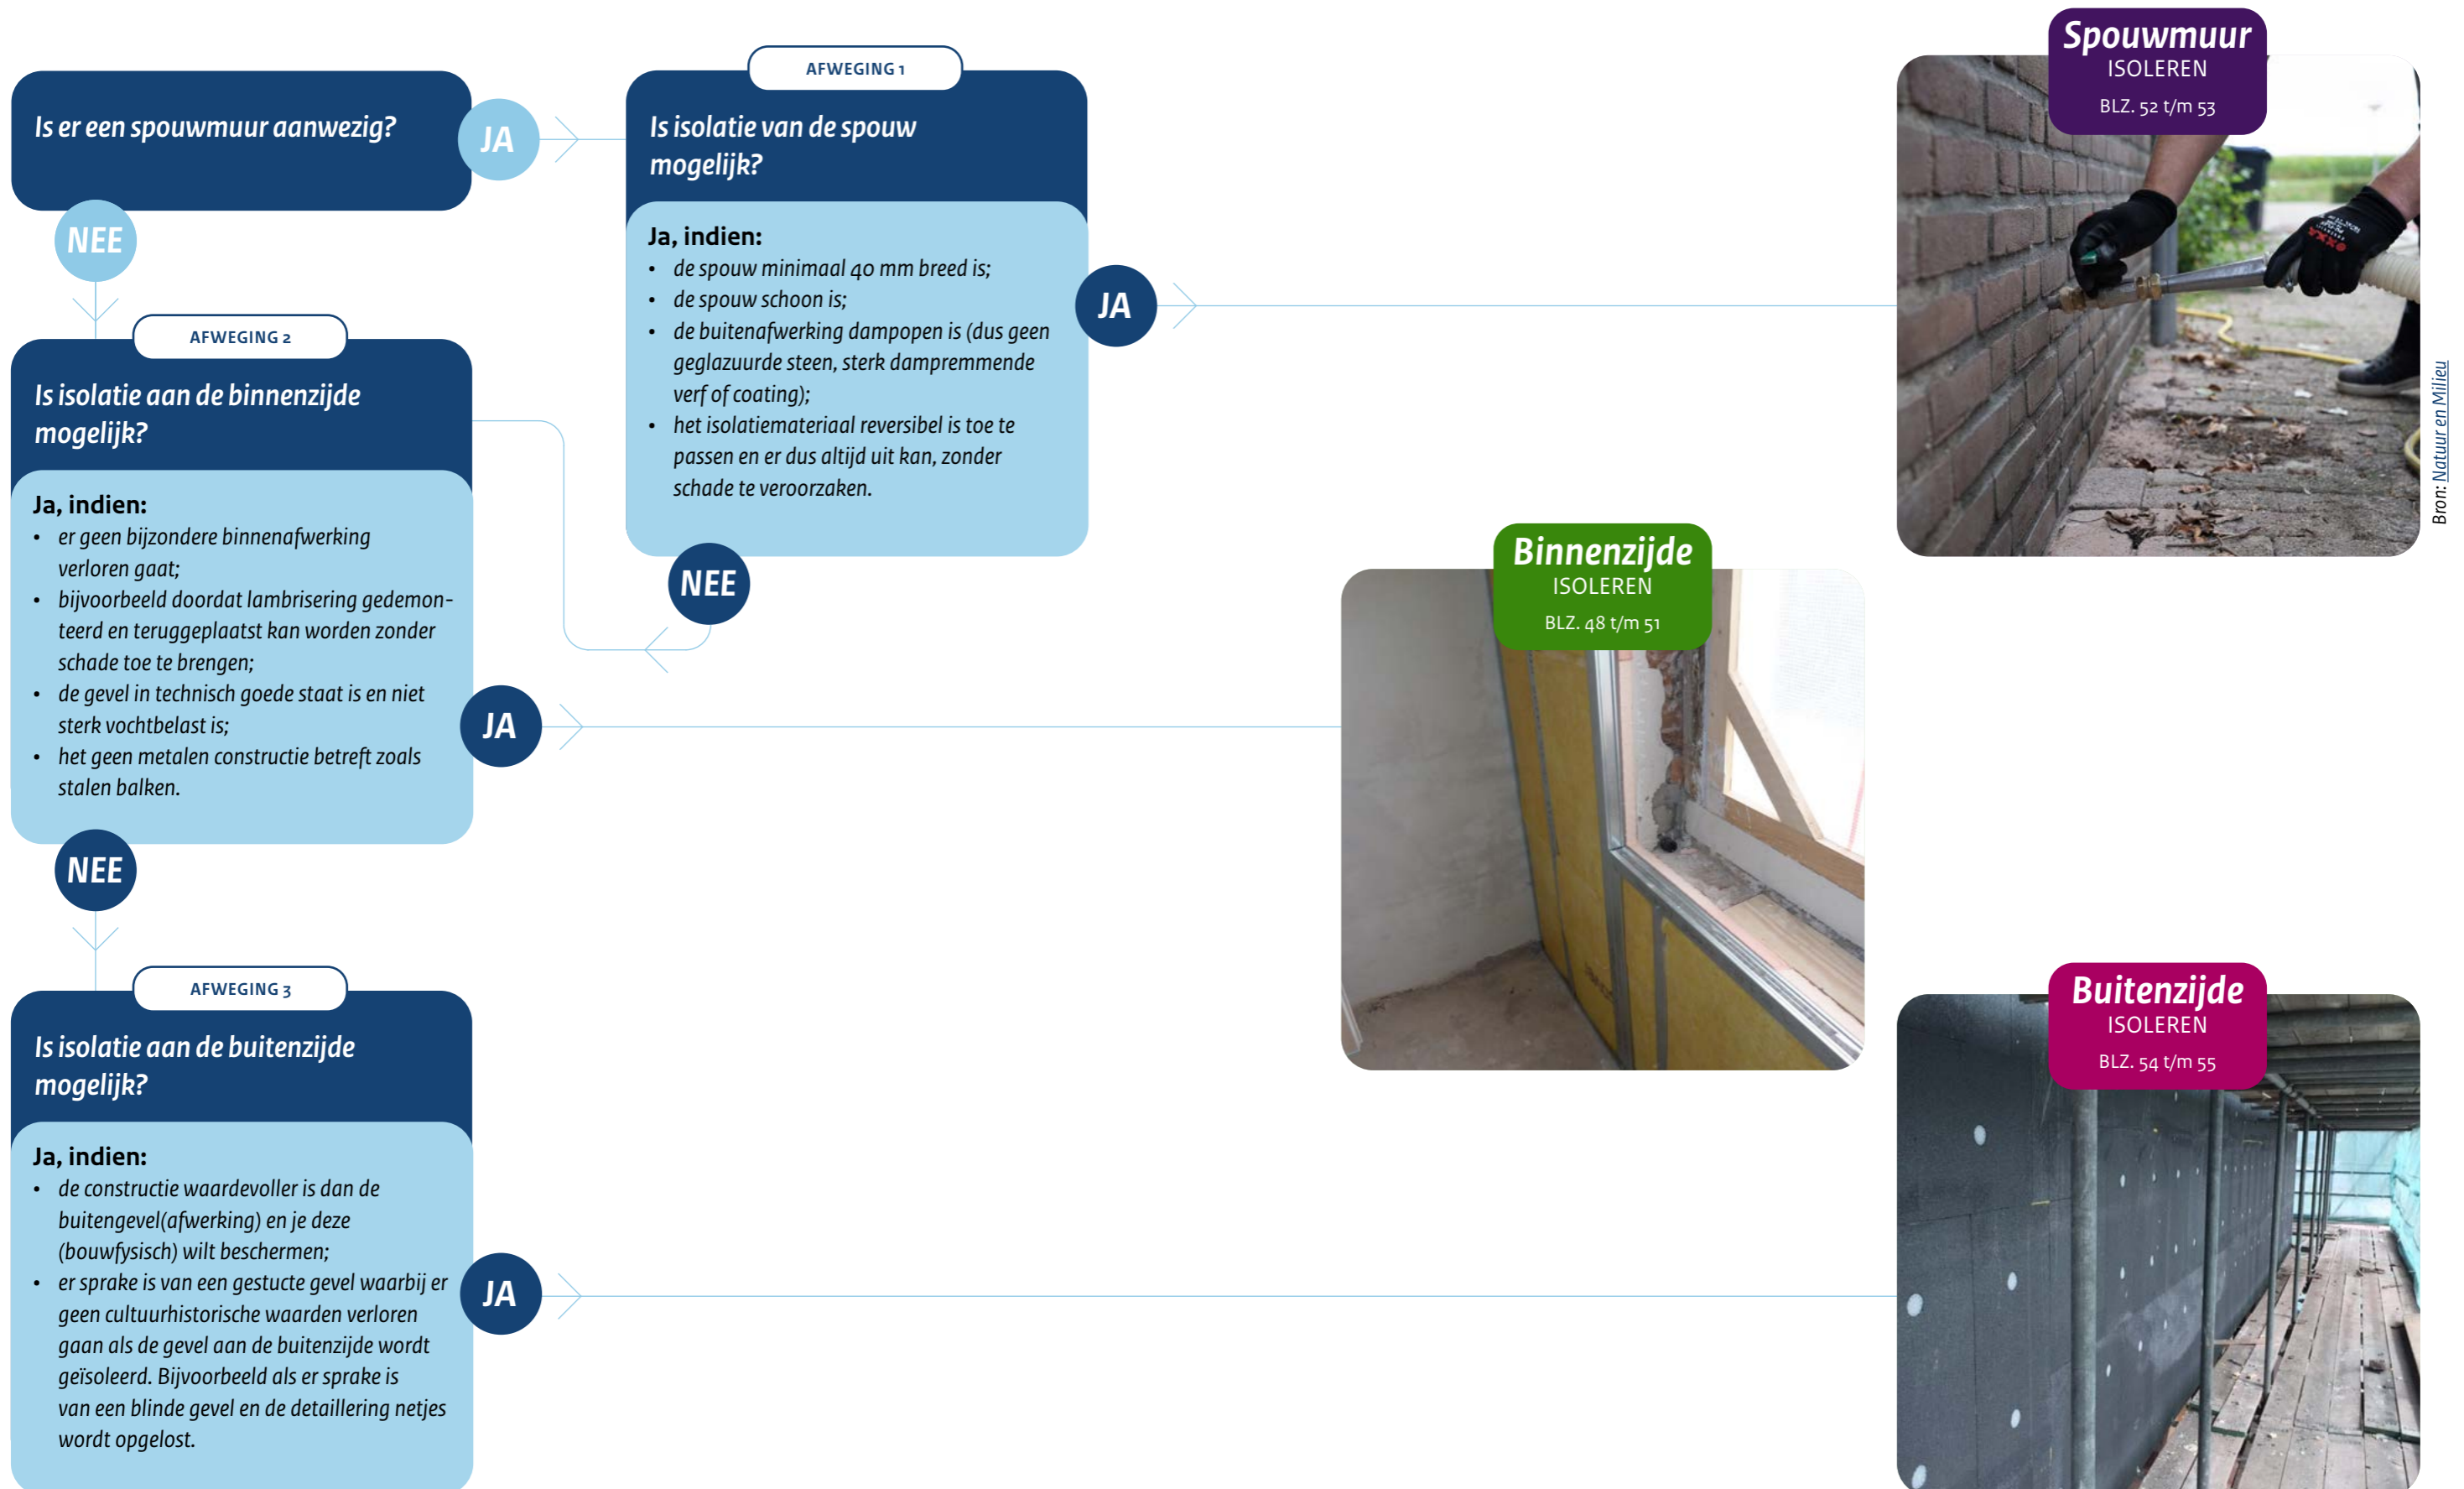 Is er een spouwmuur aanwezig?
JA
NEE
AFWEGING 1
Is isolatie van de spouw
mogelijk?
Ja, indien:
• de spouw minimaal 40 mm breed is;
• de spouw schoon is;
• de buitenafwerking dampopen is (dus geen
geglazuurde steen, sterk dampremmende
verf of coating);
• het isolatiemateriaal reversibel is toe te
passen en er dus altijd uit kan, zonder
schade te veroorzaken.
JA
NEE
Spouwmuur
ISOLEREN
BLZ. 52 t/m 53
Bron: Natuur en Milieu
AFWEGING 2
Is isolatie aan de binnenzijde
mogelijk?
Ja, indien:
• er geen bijzondere binnenafwerking
verloren gaat;
• bijvoorbeeld doordat lambrisering gedemon-
teerd en teruggeplaatst kan worden zonder
schade toe te brengen;
• de gevel in technisch goede staat is en niet
sterk vochtbelast is;
• het geen metalen constructie betreft zoals
stalen balken.
JA
NEE
Binnenzijde
ISOLEREN
BLZ. 48 t/m 51
AFWEGING 3
Is isolatie aan de buitenzijde
mogelijk?
Ja, indien:
• de constructie waardevoller is dan de
buitengevel(afwerking) en je deze
(bouwfysisch) wilt beschermen;
• er sprake is van een gestucte gevel waarbij er
geen cultuurhistorische waarden verloren
gaan als de gevel aan de buitenzijde wordt
geïsoleerd. Bijvoorbeeld als er sprake is
van een blinde gevel en de detaillering netjes
wordt opgelost.
JA
Buitenzijde
ISOLEREN
BLZ. 54 t/m 55